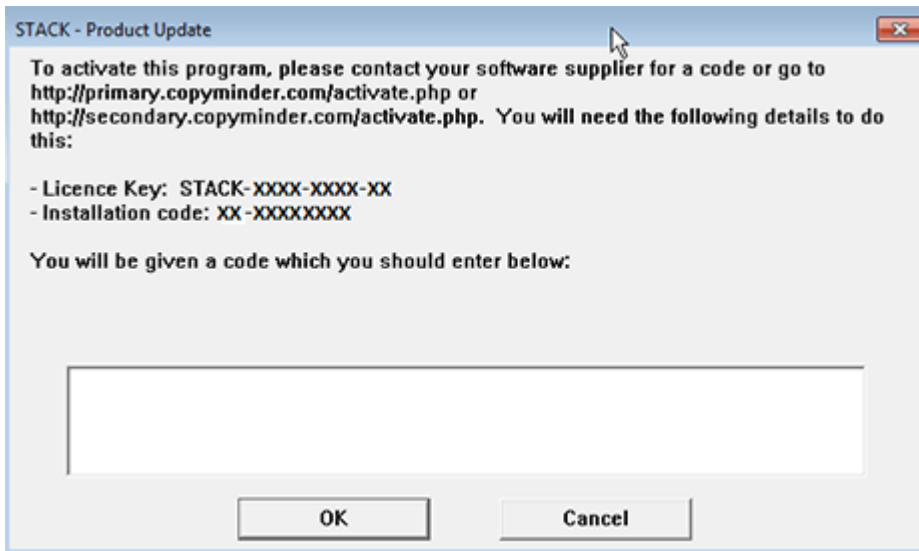 STACK - Product Update
To activate this program, please contact your software supplier for a code or go to
http://primary.copyminder.com/activate.php or
http://secondary.copyminder.com/activate.php.  You will need the following details to do
this:
- Licence Key:  STACK-XXXX-XXXX-XX
- Installation code: XX-XXXXXXXX
You will be given a code which you should enter below:
OK
Cancel